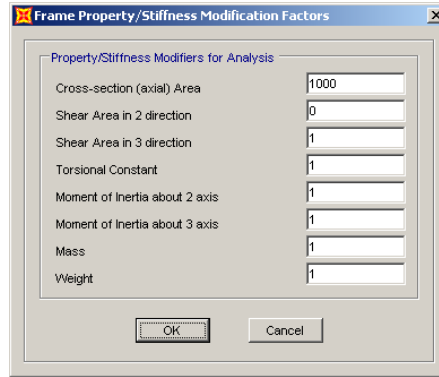 Frame Property/Stiffness Modification Factors
Property/Stiffness Modifiers for Analysis
Cross-section (axial) Area 1000
Shear Area in 2 direction 0
Shear Area in 3 direction 1
Torsional Constant 1
Moment of Inertia about 2 axis 1
Moment of Inertia about 3 axis 1
Mass 1
Weight 1
OK Cancel